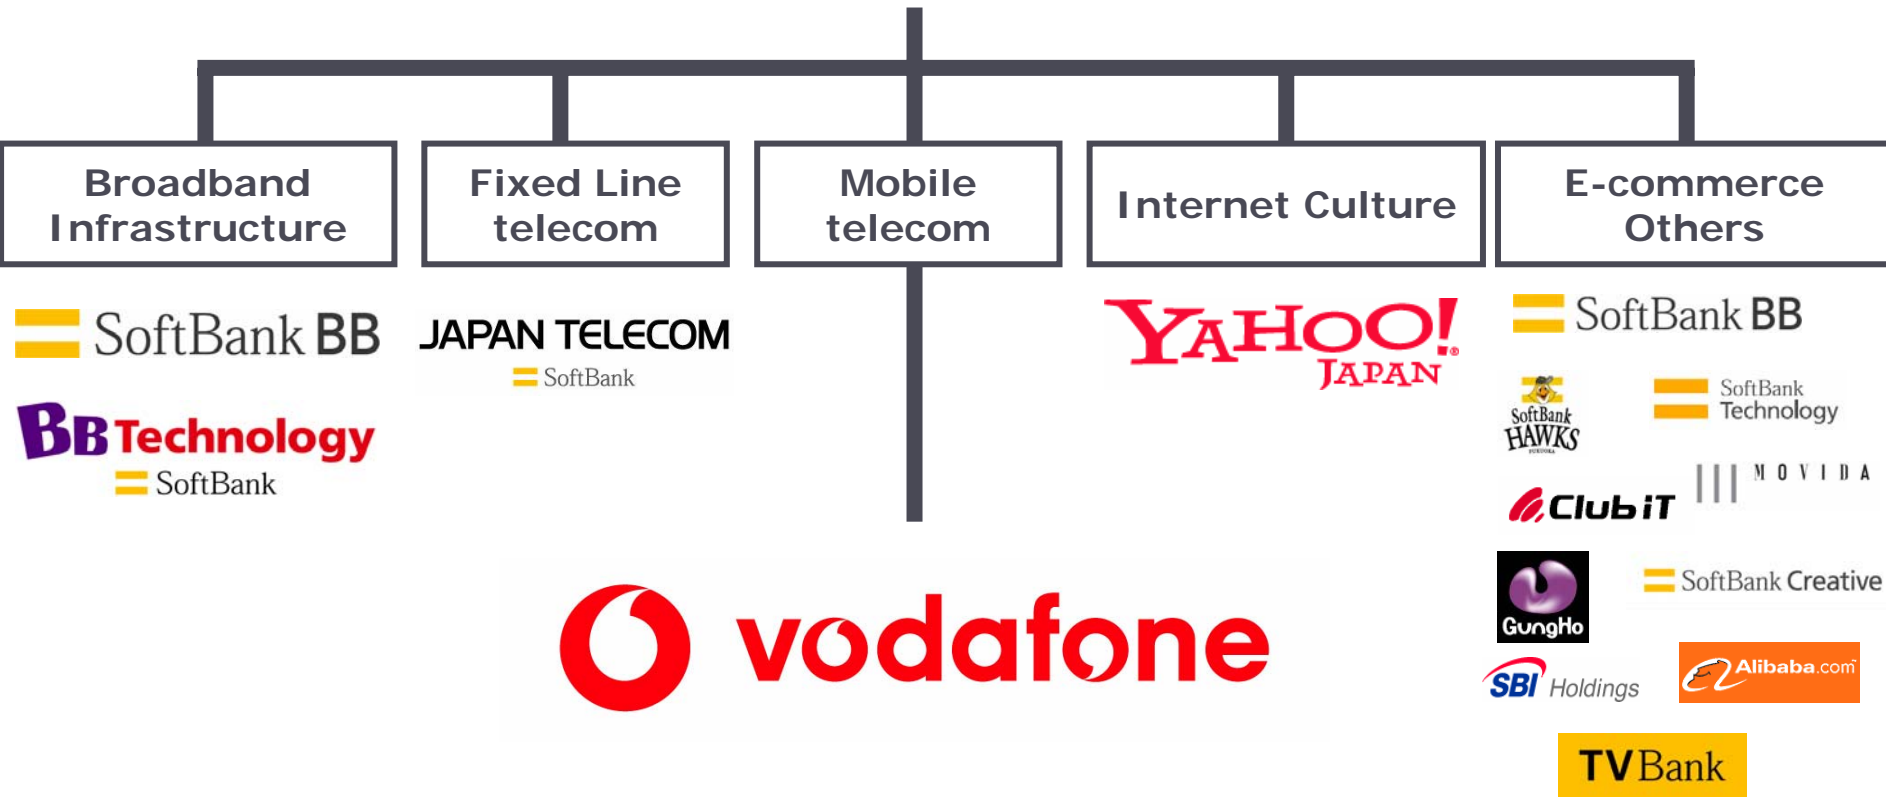 Broadband
Infrastructure
Fixed Line
telecom
Mobile
telecom
Internet Culture
E-commerce
Others
SoftBank BB
BB Technology
SoftBank
JAPAN TELECOM
SoftBank
vodafone
YAHOO!
JAPAN
SoftBank BB
SoftBank
HAWKS
FUKUOKA
SoftBank
Technology
Club iT
MOVIDA
GungHo
SoftBank Creative
SBI Holdings
Alibaba.com
TVBank